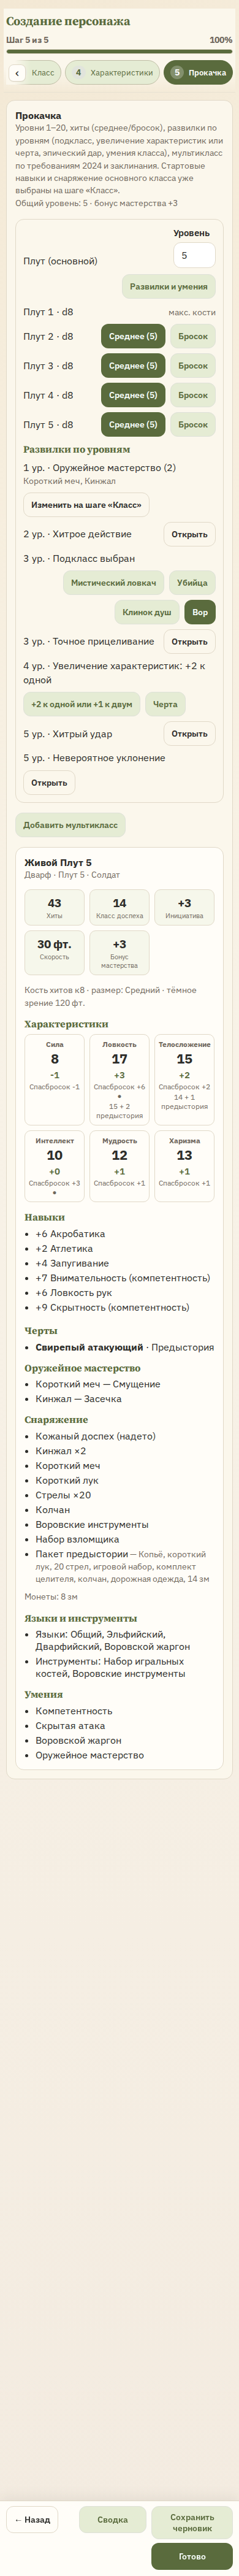 Создание персонажа
Шаг 5 из 5
100%
‹
Класс
4 Характеристики
5 Прокачка
Прокачка
Уровни 1–20, хиты (среднее/бросок), развилки по
уровням (подкласс, увеличение характеристик или
черта, эпический дар, умения класса), мультикласс
по требованиям 2024 и заклинания. Стартовые
навыки и снаряжение основного класса уже
выбраны на шаге «Класс».
Общий уровень: 5 · бонус мастерства +3
Уровень
Плут (основной)
5
Развилки и умения
Плут 1 · d8
макс. кости
Плут 2 · d8
Среднее (5)
Бросок
Плут 3 · d8
Среднее (5)
Бросок
Плут 4 · d8
Среднее (5)
Бросок
Плут 5 · d8
Среднее (5)
Бросок
Развилки по уровням
1 ур. · Оружейное мастерство (2)
Короткий меч, Кинжал
Изменить на шаге «Класс»
2 ур. · Хитрое действие
Открыть
3 ур. · Подкласс выбран
Мистический ловкач
Убийца
Клинок душ
Вор
3 ур. · Точное прицеливание
Открыть
4 ур. · Увеличение характеристик: +2 к
одной
+2 к одной или +1 к двум
Черта
5 ур. · Хитрый удар
Открыть
5 ур. · Невероятное уклонение
Открыть
Добавить мультикласс
Живой Плут 5
Дварф · Плут 5 · Солдат
43
Хиты
14
Класс доспеха
+3
Инициатива
30 фт.
Скорость
+3
Бонус
мастерства
Кость хитов к8 · размер: Средний · тёмное
зрение 120 фт.
Характеристики
Сила
8
-1
Спасбросок -1
Ловкость
17
+3
Спасбросок +6
●
15 + 2
предыстория
Телосложение
15
+2
Спасбросок +2
14 + 1
предыстория
Интеллект
10
+0
Спасбросок +3
●
Мудрость
12
+1
Спасбросок +1
Харизма
13
+1
Спасбросок +1
Навыки
• +6 Акробатика
• +2 Атлетика
• +4 Запугивание
• +7 Внимательность (компетентность)
• +6 Ловкость рук
• +9 Скрытность (компетентность)
Черты
• Свирепый атакующий · Предыстория
Оружейное мастерство
• Короткий меч — Смущение
• Кинжал — Засечка
Снаряжение
• Кожаный доспех (надето)
• Кинжал ×2
• Короткий меч
• Короткий лук
• Стрелы ×20
• Колчан
• Воровские инструменты
• Набор взломщика
• Пакет предыстории — Копьё, короткий
лук, 20 стрел, игровой набор, комплект
целителя, колчан, дорожная одежда, 14 зм
Монеты: 8 зм
Языки и инструменты
• Языки: Общий, Эльфийский,
Дварфийский, Воровской жаргон
• Инструменты: Набор игральных
костей, Воровские инструменты
Умения
• Компетентность
• Скрытая атака
• Воровской жаргон
• Оружейное мастерство
← Назад
Сводка
Сохранить
черновик
Готово